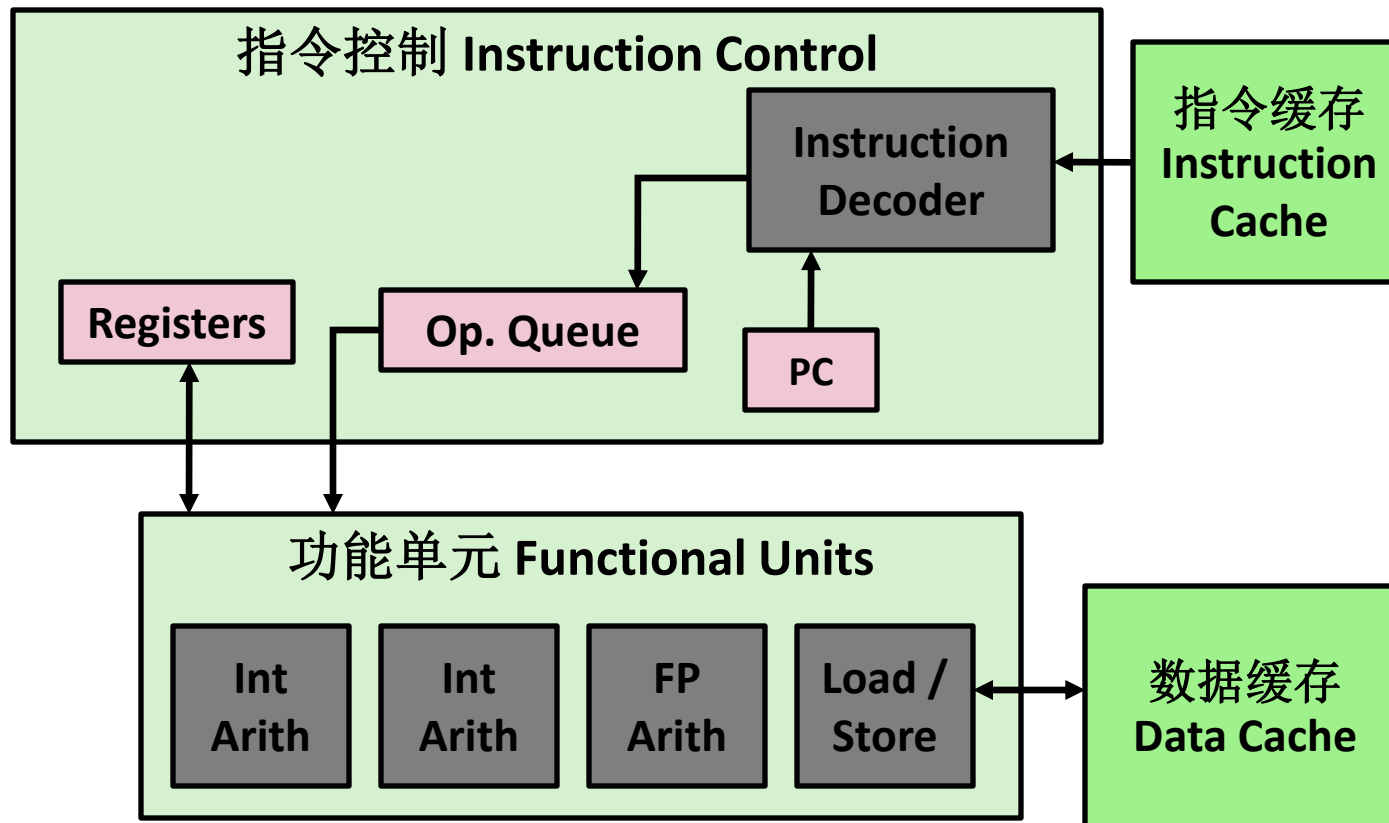 指令控制 Instruction Control
指令缓存
Instruction
Cache
Instruction
Decoder
Registers
Op. Queue
PC
功能单元 Functional Units
Int
Arith
Int
Arith
FP
Arith
Load /
Store
数据缓存
Data Cache